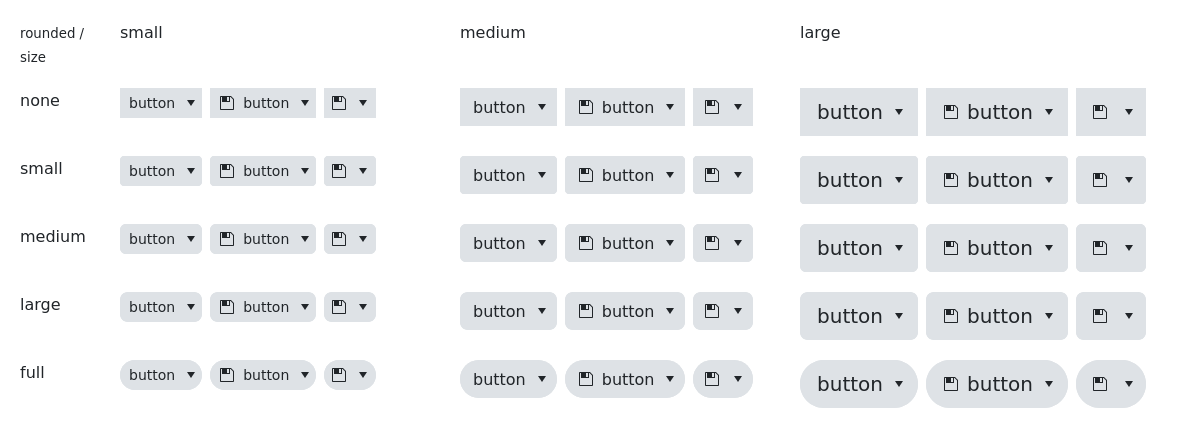 rounded / small medium large
size
none button button button button button button
small button button button button button button
medium button button button button button button
large button button button button button button
full button button button button button button